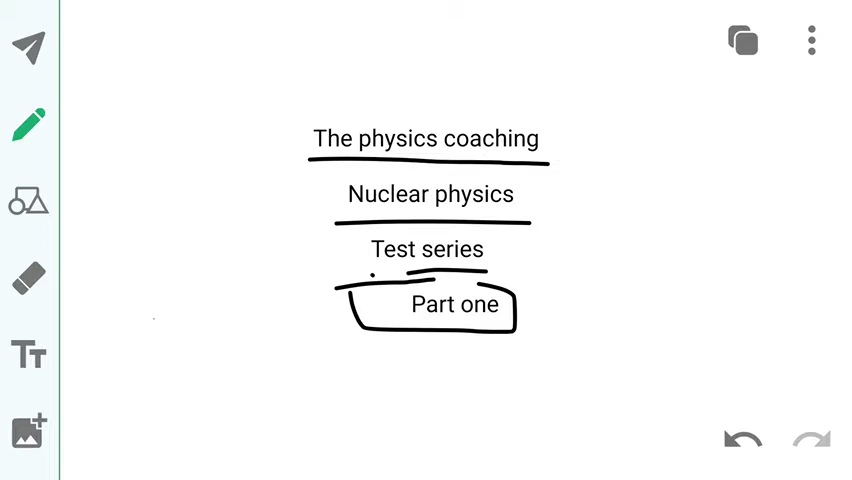 The physics coaching
Nuclear physics
Test series
Part one